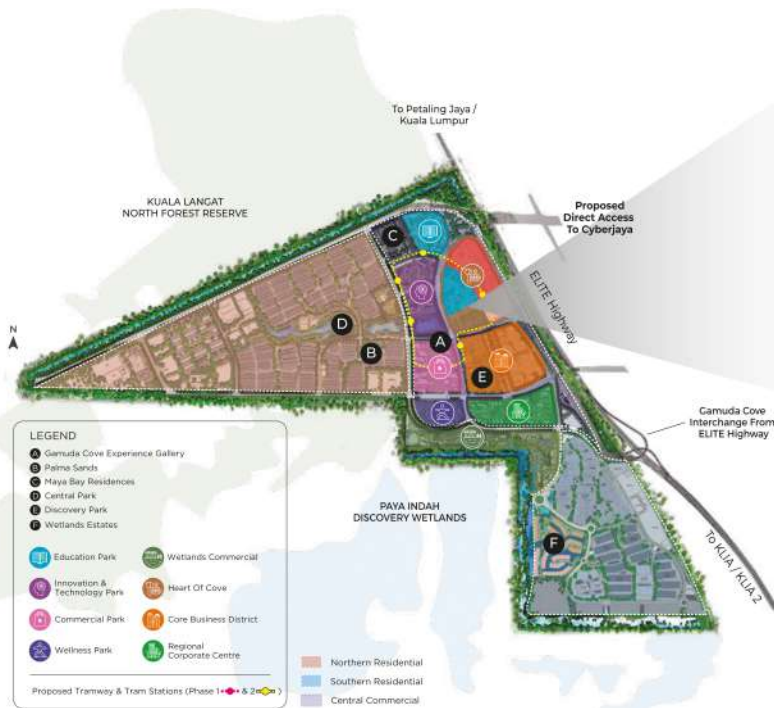 To Petaling Jaya /
Kuala Lumpur
KUALA LANGAT
NORTH FOREST RESERVE
Proposed
Direct Access
To Cyberjaya
ELITE Highway
C
D
B
A
E
N
Gamuda Cove
Interchange From
ELITE Highway
To KLIA / KLIA 2
PAYA INDAH
DISCOVERY WETLANDS
F
LEGEND
A Gamuda Cove Experience Gallery
B Palma Sands
C Maya Bay Residences
D Central Park
E Discovery Park
F Wetlands Estates
Education Park
Wetlands Commercial
Innovation &
Technology Park
Heart Of Cove
Commercial Park
Core Business District
Wellness Park
Regional
Corporate Centre
Proposed Tramway & Tram Stations (Phase 1 & 2 )
Northern Residential
Southern Residential
Central Commercial